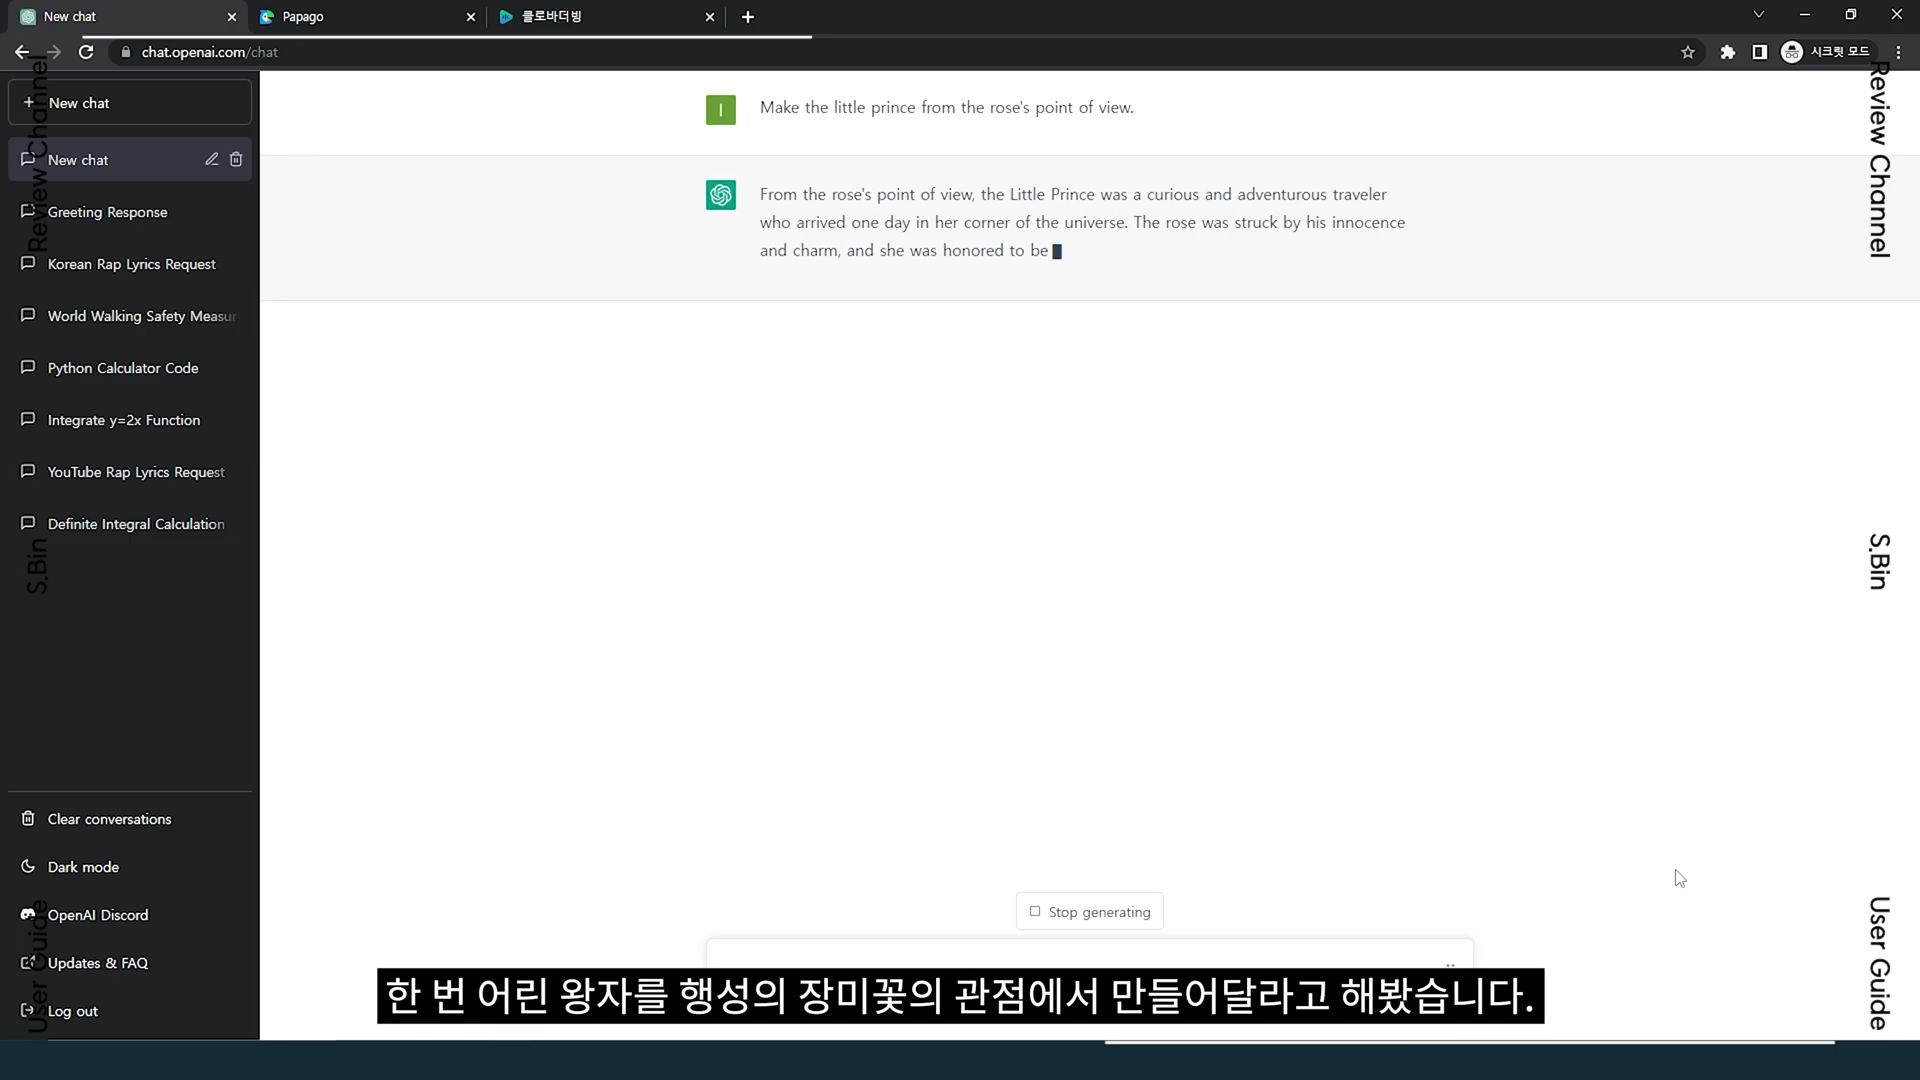 New chat
Papago
클로바더빙
chat.openai.com/chat
시크릿 모드
New chat
New chat
Greeting Response
Korean Rap Lyrics Request
World Walking Safety Measur
Python Calculator Code
Integrate y=2x Function
YouTube Rap Lyrics Request
Definite Integral Calculation
Clear conversations
Dark mode
OpenAI Discord
Updates & FAQ
Log out
I
Make the little prince from the rose's point of view.
From the rose's point of view, the Little Prince was a curious and adventurous traveler
who arrived one day in her corner of the universe. The rose was struck by his innocence
and charm, and she was honored to be
Stop generating
한 번 어린 왕자를 행성의 장미꽃의 관점에서 만들어달라고 해봤습니다.
Review Channel
S.Bin
User Guide
Review Channel
S.Bin
User Guide